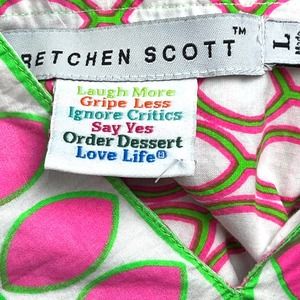 RETCHEN SCOTT™
L
Laugh More
Gripe Less
Ignore Critics
Say Yes
Order Dessert
Love Life®